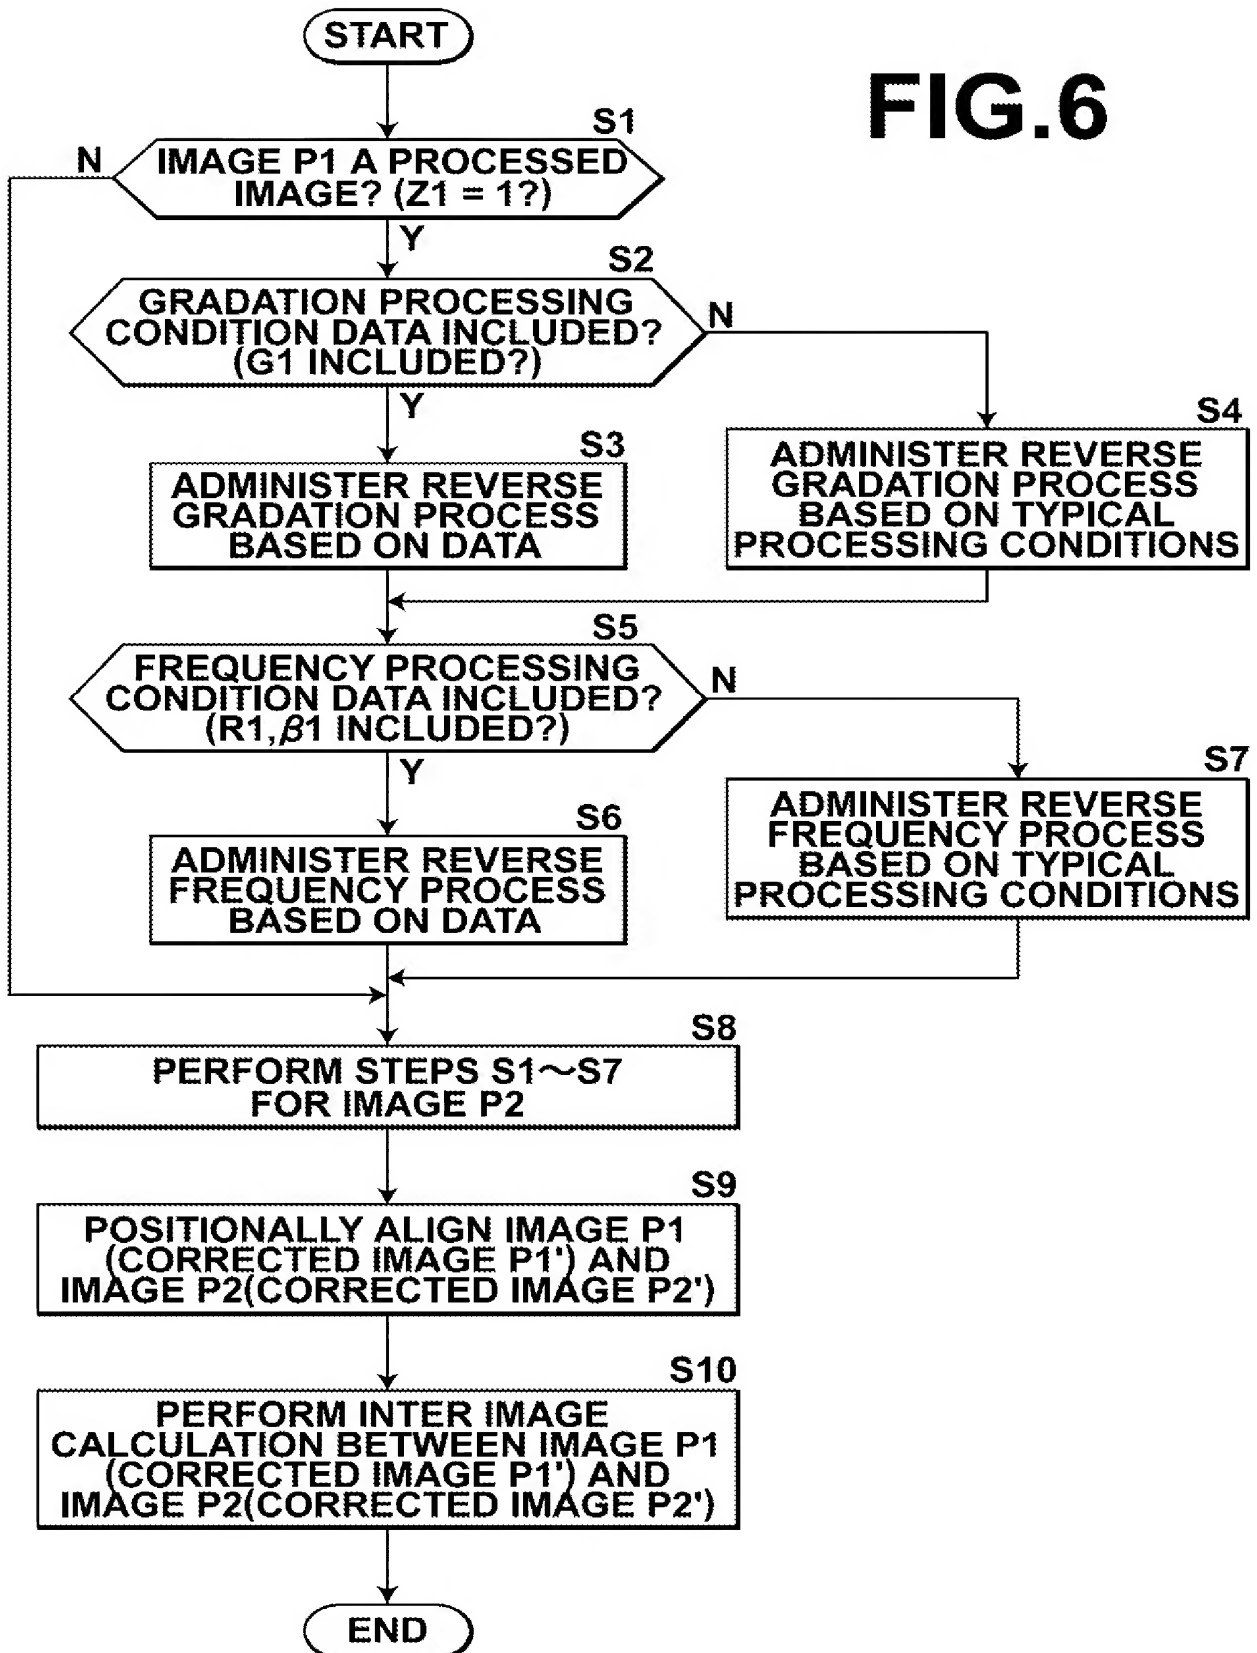 START
FIG.6
S1
N
IMAGE P1 A PROCESSED
IMAGE? (Z1 = 1?)
Y
S2
GRADATION PROCESSING
CONDITION DATA INCLUDED?
(G1 INCLUDED?)
N
Y
S3
ADMINISTER REVERSE
GRADATION PROCESS
BASED ON DATA
S4
ADMINISTER REVERSE
GRADATION PROCESS
BASED ON TYPICAL
PROCESSING CONDITIONS
S5
FREQUENCY PROCESSING
CONDITION DATA INCLUDED?
(R1,β1 INCLUDED?)
N
Y
S6
ADMINISTER REVERSE
FREQUENCY PROCESS
BASED ON DATA
S7
ADMINISTER REVERSE
FREQUENCY PROCESS
BASED ON TYPICAL
PROCESSING CONDITIONS
S8
PERFORM STEPS S1～S7
FOR IMAGE P2
S9
POSITIONALLY ALIGN IMAGE P1
(CORRECTED IMAGE P1') AND
IMAGE P2(CORRECTED IMAGE P2')
S10
PERFORM INTER IMAGE
CALCULATION BETWEEN IMAGE P1
(CORRECTED IMAGE P1') AND
IMAGE P2(CORRECTED IMAGE P2')
END